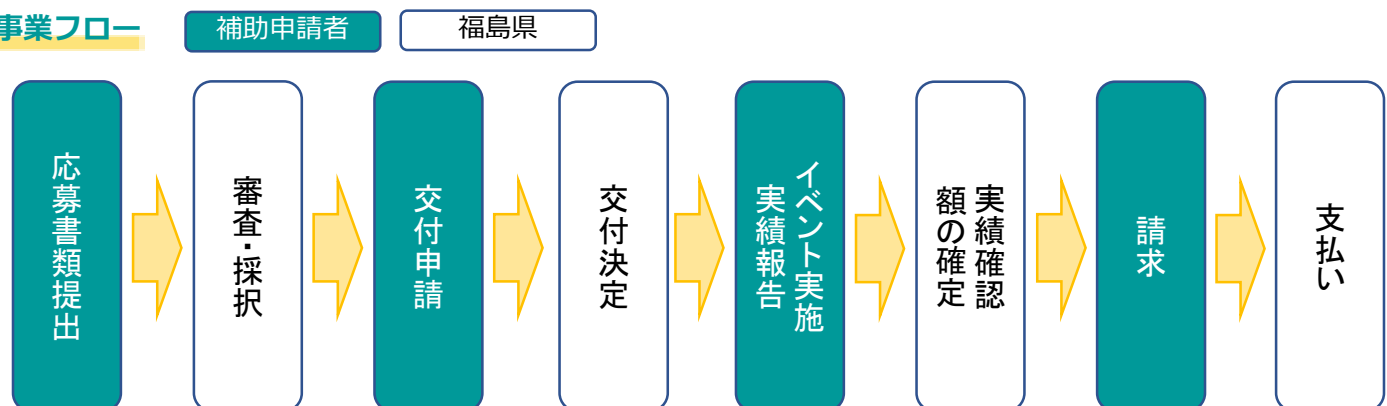 事業フロー
補助申請者
福島県
応募書類提出
審査・採択
交付申請
交付決定
イベント実施
実績報告
実績確認
額の確定
請求
支払い